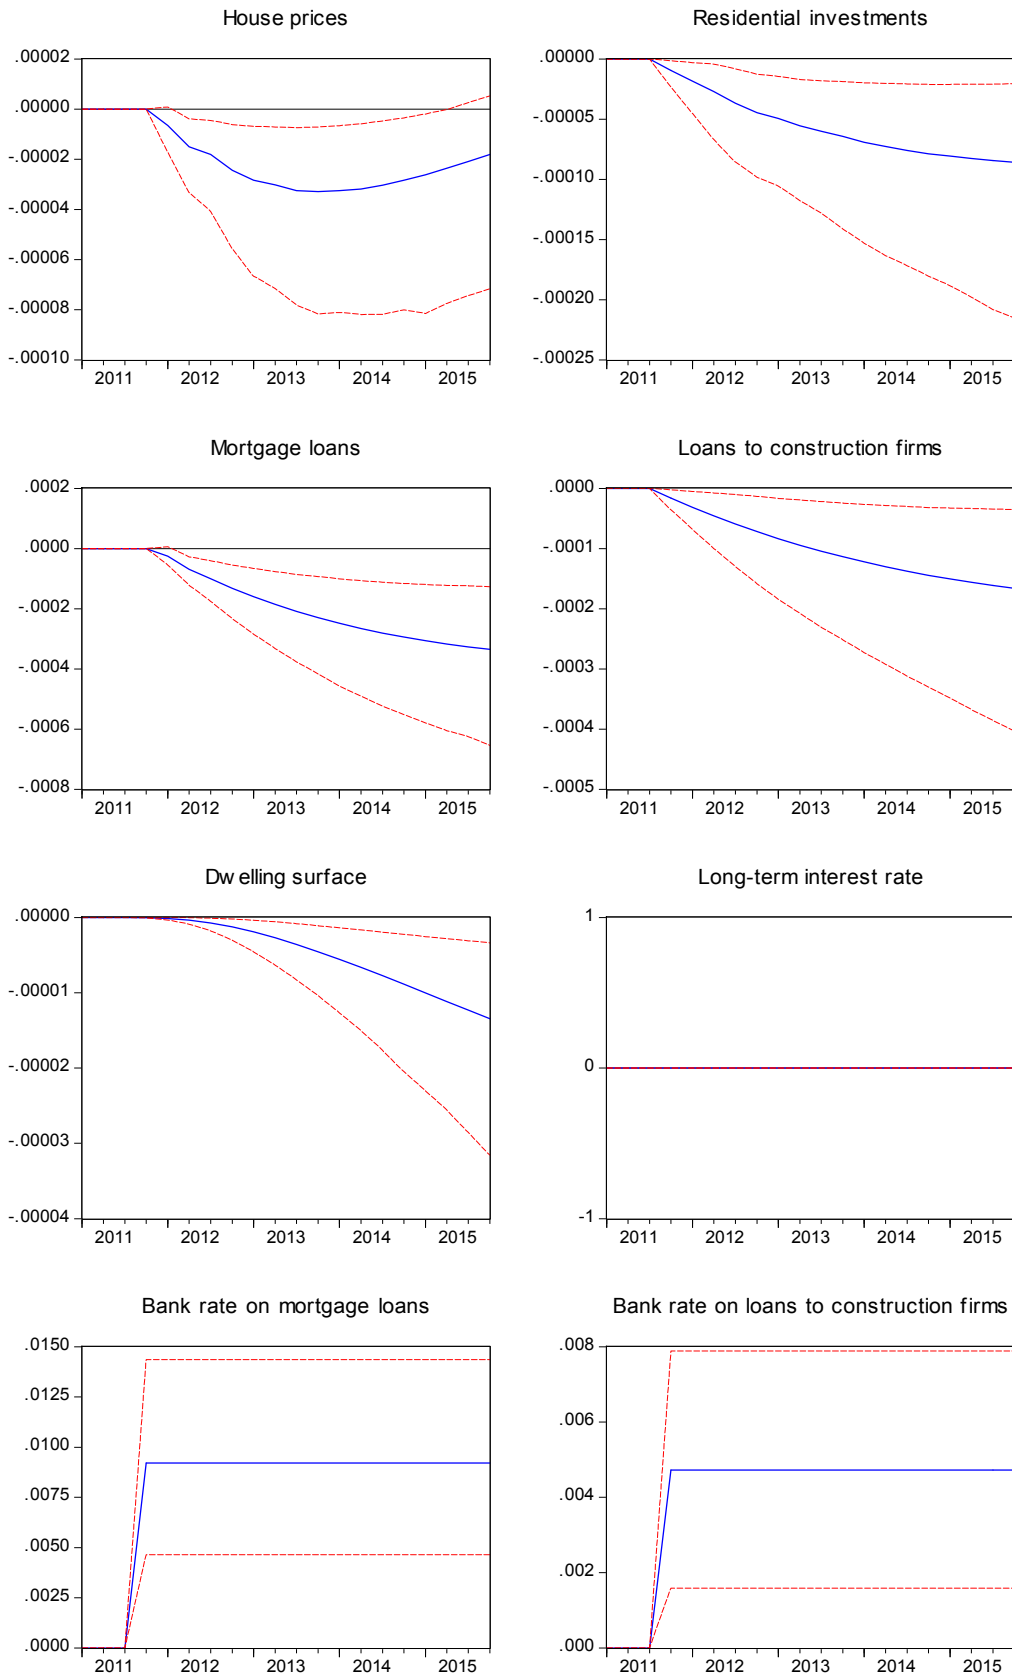 House prices
.00002
.00000
-.00002
-.00004
-.00006
-.00008
-.00010
2011 2012 2013 2014 2015
Residential investments
.00000
-.00005
-.00010
-.00015
-.00020
-.00025
2011 2012 2013 2014 2015
Mortgage loans
.0002
.0000
-.0002
-.0004
-.0006
-.0008
2011 2012 2013 2014 2015
Loans to construction firms
.0000
-.0001
-.0002
-.0003
-.0004
-.0005
2011 2012 2013 2014 2015
Dwelling surface
.00000
-.00001
-.00002
-.00003
-.00004
2011 2012 2013 2014 2015
Long-term interest rate
1
0
-1
2011 2012 2013 2014 2015
Bank rate on mortgage loans
.0150
.0125
.0100
.0075
.0050
.0025
.0000
2011 2012 2013 2014 2015
Bank rate on loans to construction firms
.008
.006
.004
.002
.000
2011 2012 2013 2014 2015